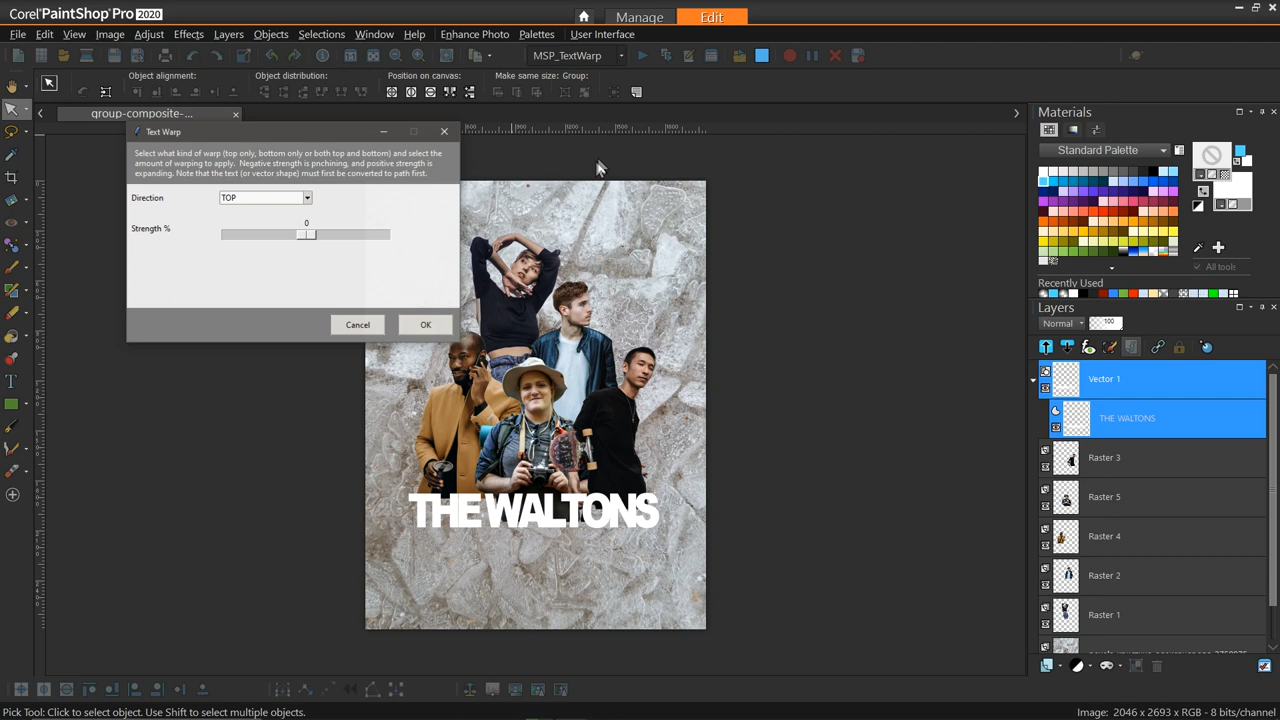 Corel®PaintShop®Pro 2020
Manage
Edit
File Edit View Image Adjust Effects Layers Objects Selections Window Help Enhance Photo Palettes User Interface
MSP_TextWarp
Object alignment: Object distribution: Position on canvas: Make same size: Group:
group-composite-...
Text Warp
Select what kind of warp (top only, bottom only or both top and bottom) and select the
amount of warping to apply. Negative strength is pnchining, and positive strength is
expanding. Note that the text (or vector shape) must first be converted to path first.
Direction TOP
0
Strength %
Cancel OK
THE WALTONS
Materials
Standard Palette
All tools
Recently Used
Layers
Normal 100
Vector 1
THE WALTONS
Raster 3
Raster 5
Raster 4
Raster 2
Raster 1
Pick Tool: Click to select object. Use Shift to select multiple objects.
Image: 2046 x 2693 x RGB - 8 bits/channel